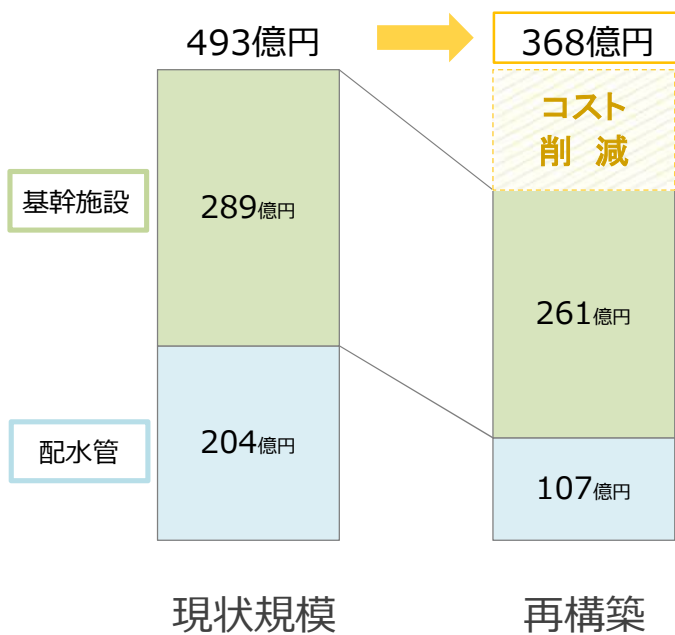 493億円
368億円
コスト
削 減
基幹施設
289億円
261億円
配水管
204億円
107億円
現状規模
再構築